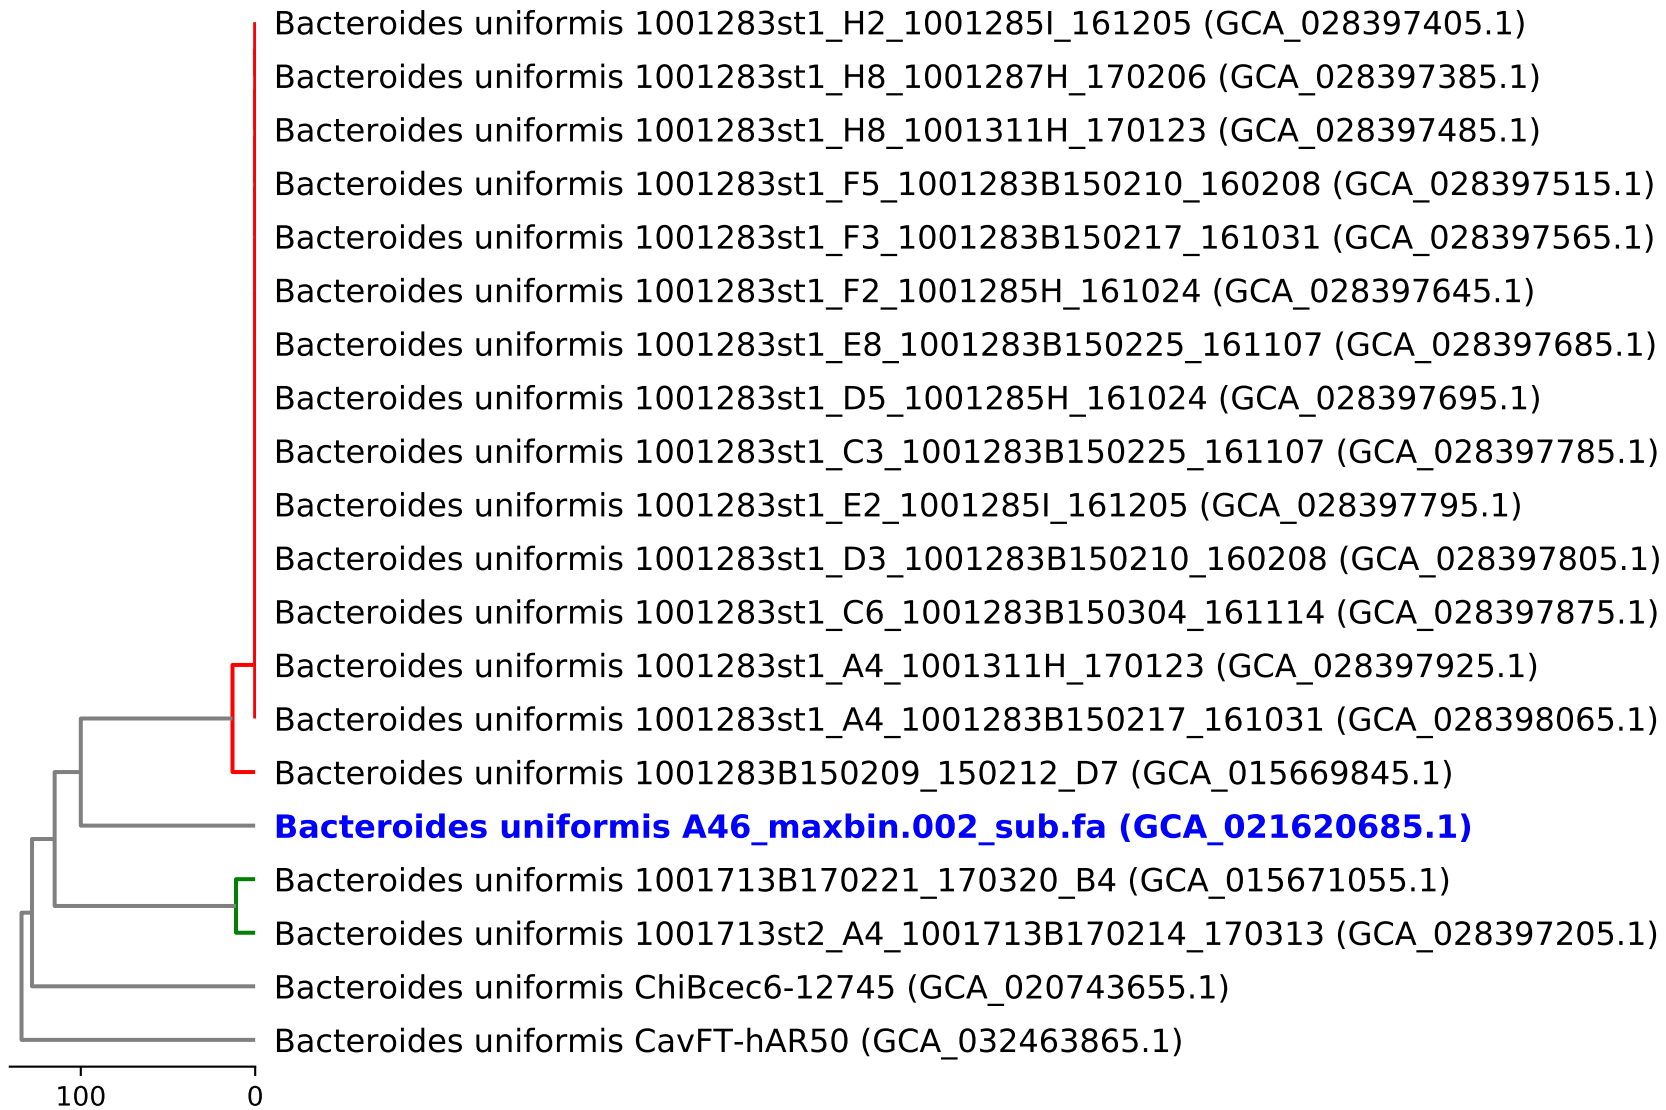 Bacteroides uniformis 1001283st1_H2_1001285I_161205 (GCA_028397405.1)
Bacteroides uniformis 1001283st1_H8_1001287H_170206 (GCA_028397385.1)
Bacteroides uniformis 1001283st1_H8_1001311H_170123 (GCA_028397485.1)
Bacteroides uniformis 1001283st1_F5_1001283B150210_160208 (GCA_028397515.1)
Bacteroides uniformis 1001283st1_F3_1001283B150217_161031 (GCA_028397565.1)
Bacteroides uniformis 1001283st1_F2_1001285H_161024 (GCA_028397645.1)
Bacteroides uniformis 1001283st1_E8_1001283B150225_161107 (GCA_028397685.1)
Bacteroides uniformis 1001283st1_D5_1001285H_161024 (GCA_028397695.1)
Bacteroides uniformis 1001283st1_C3_1001283B150225_161107 (GCA_028397785.1)
Bacteroides uniformis 1001283st1_E2_1001285I_161205 (GCA_028397795.1)
Bacteroides uniformis 1001283st1_D3_1001283B150210_160208 (GCA_028397805.1)
Bacteroides uniformis 1001283st1_C6_1001283B150304_161114 (GCA_028397875.1)
Bacteroides uniformis 1001283st1_A4_1001311H_170123 (GCA_028397925.1)
Bacteroides uniformis 1001283st1_A4_1001283B150217_161031 (GCA_028398065.1)
Bacteroides uniformis 1001283B150209_150212_D7 (GCA_015669845.1)
Bacteroides uniformis A46_maxbin.002_sub.fa (GCA_021620685.1)
Bacteroides uniformis 1001713B170221_170320_B4 (GCA_015671055.1)
Bacteroides uniformis 1001713st2_A4_1001713B170214_170313 (GCA_028397205.1)
Bacteroides uniformis ChiBcec6-12745 (GCA_020743655.1)
Bacteroides uniformis CavFT-hAR50 (GCA_032463865.1)
100 0